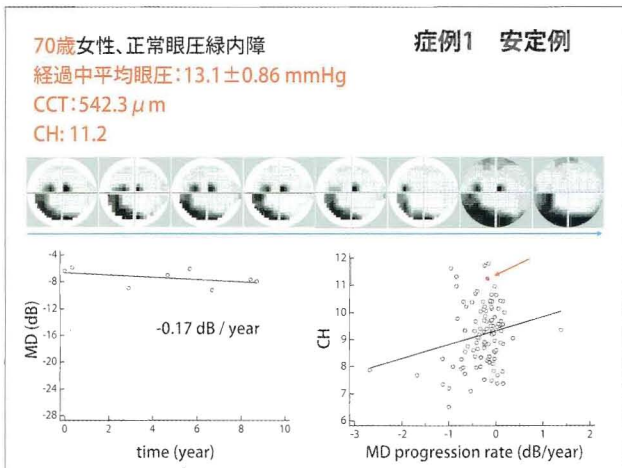 70歳女性、正常眼圧緑内障
症例1 安定例
経過中平均眼圧:13.1±0.86 mmHg
CCT:542.3 μm
CH: 11.2
-4
-8
-12
-16
-20
-24
-28
MD (dB)
-0.17 dB / year
0
2
4
6
8
10
time (year)
12
11
10
9
8
7
6
CH
-3
-2
-1
0
1
2
MD progression rate (dB/year)